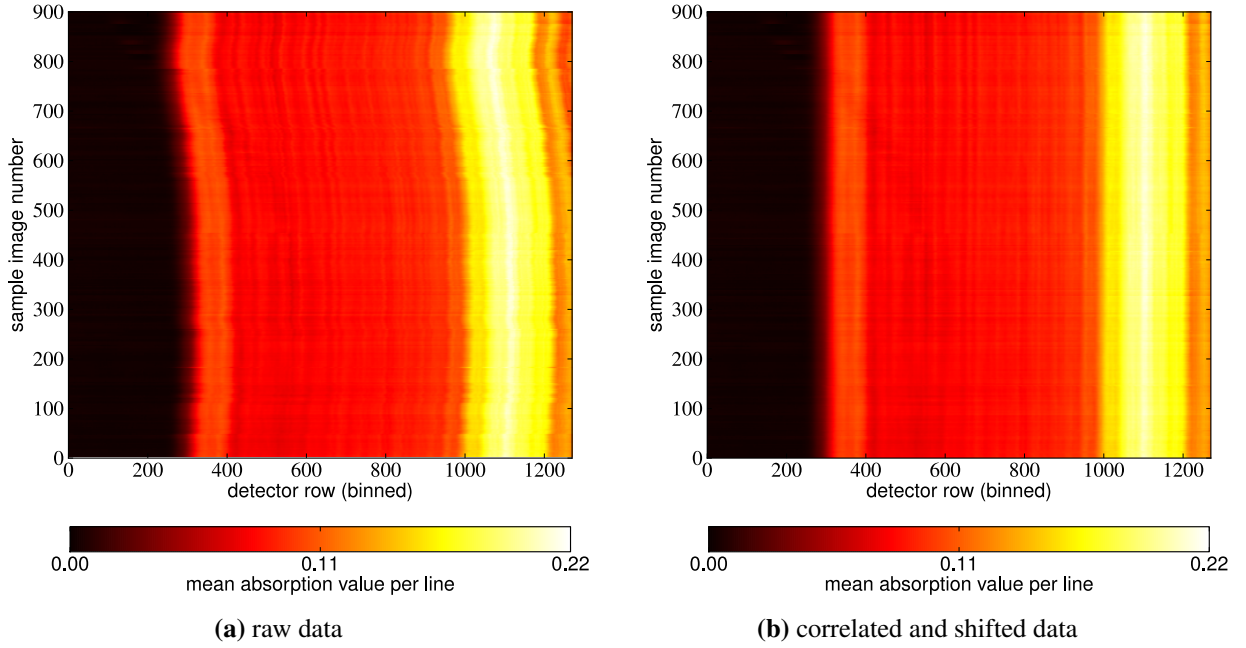 900
800
700
600
500
400
300
200
100
0
sample image number
0 200 400 600 800 1000 1200
detector row (binned)
0.00 0.11 0.22
mean absorption value per line
(a) raw data
900
800
700
600
500
400
300
200
100
0
sample image number
0 200 400 600 800 1000 1200
detector row (binned)
0.00 0.11 0.22
mean absorption value per line
(b) correlated and shifted data